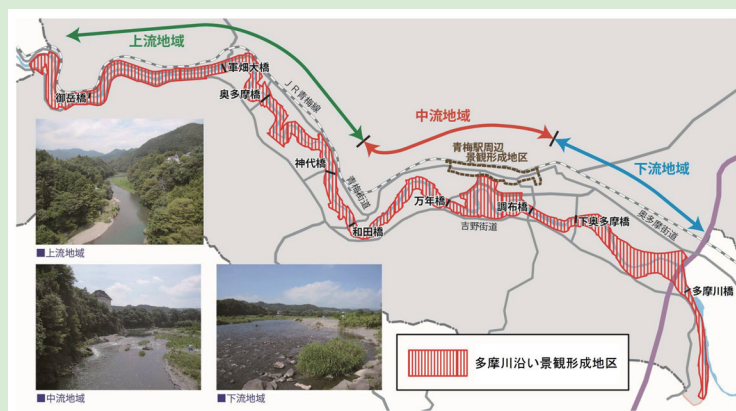 上流地域
軍畑大橋
御岳橋
奥多摩橋
JR青梅線
中流地域
青梅駅周辺
景観形成地区
下流地域
神代橋
青梅街道
万年橋
調布橋
奥多摩街道
和田橋
吉野街道
下奥多摩橋
多摩川橋
■上流地域
■中流地域
■下流地域
多摩川沿い景観形成地区